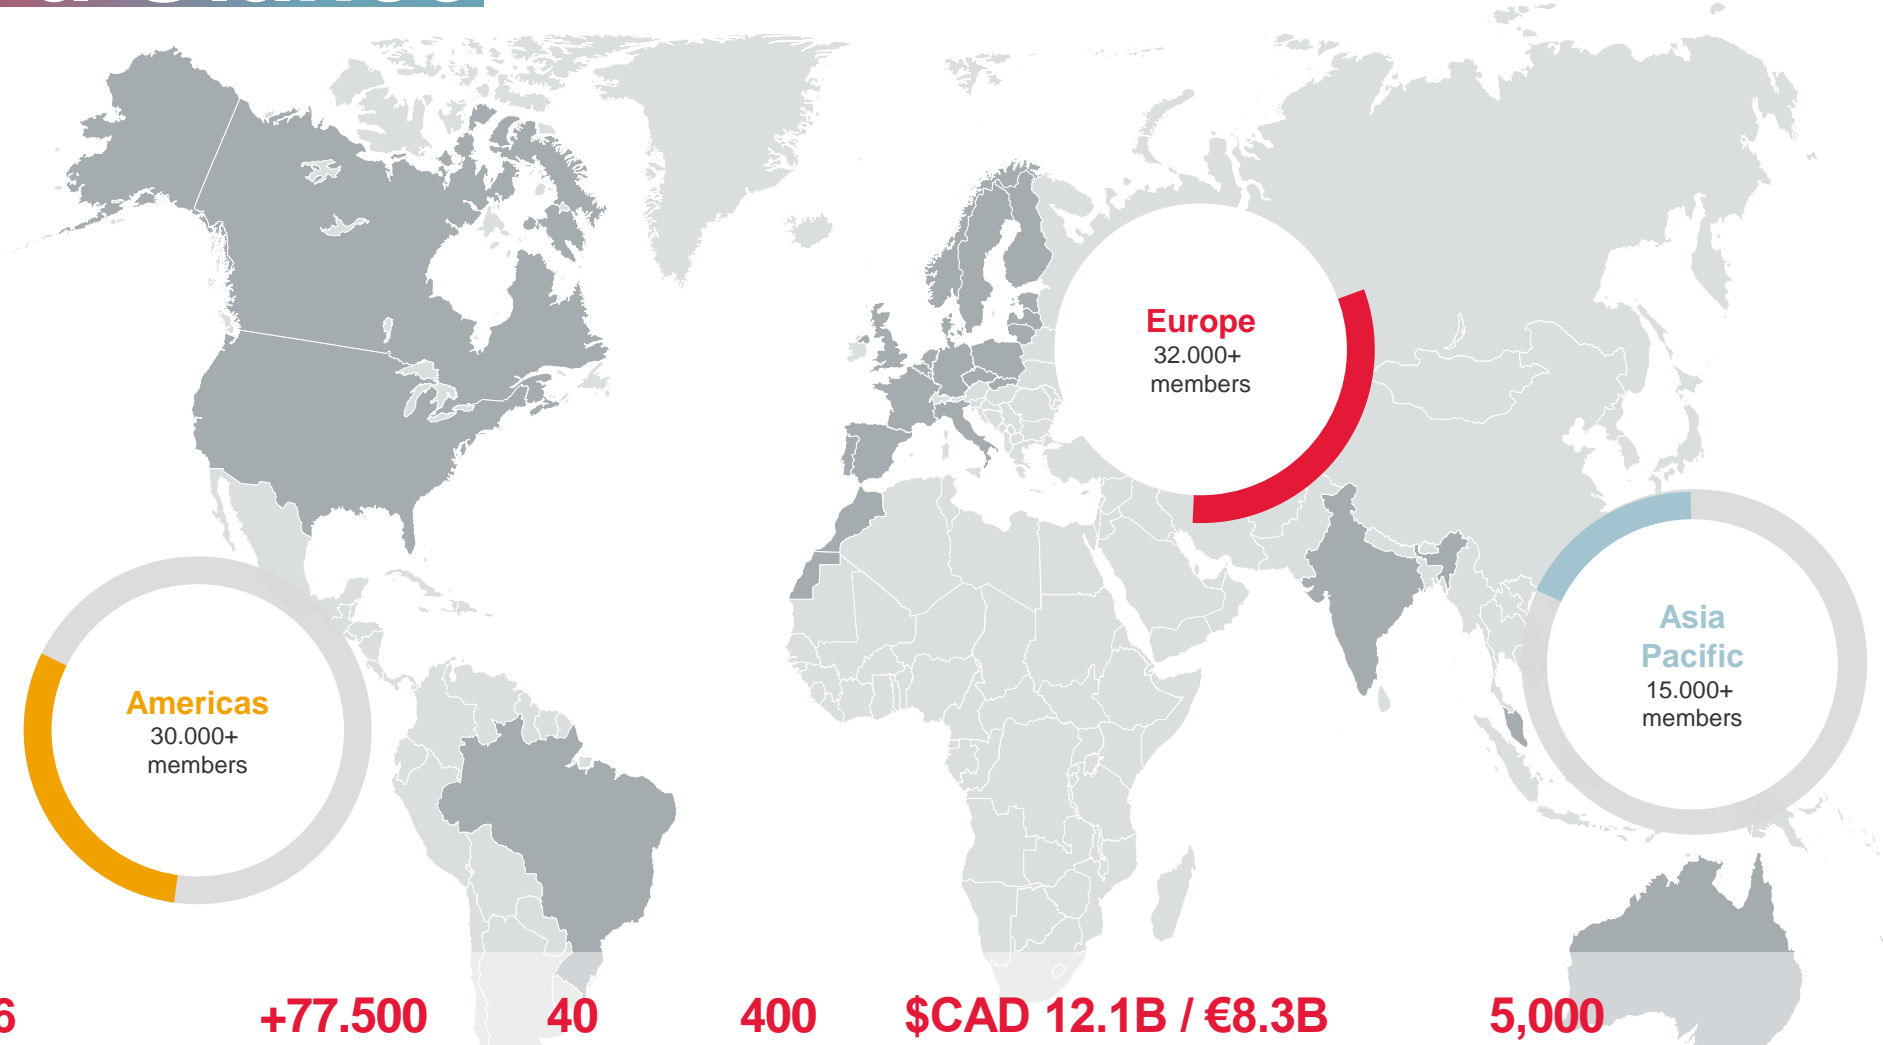 Europe
32.000+
members
Asia
Pacific
15.000+
members
Americas
30.000+
members
6 +77.500 40 400 $CAD 12.1B / €8.3B 5,000